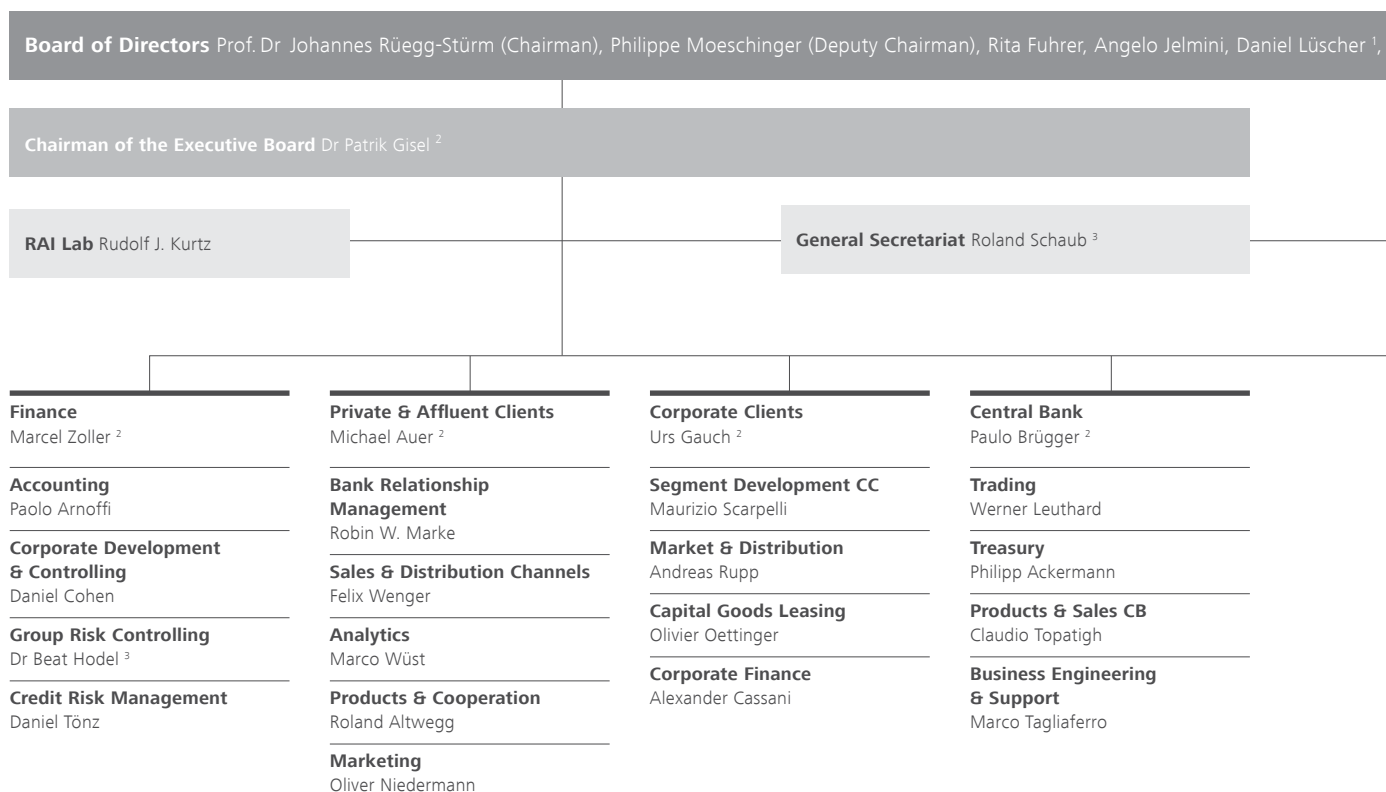 Board of Directors Prof. Dr Johannes Rüegg-Stürm (Chairman), Philippe Moeschinger (Deputy Chairman), Rita Fuhrer, Angelo Jelmini, Daniel Lüscher 1,
Chairman of the Executive Board Dr Patrik Gisel 2
RAI Lab Rudolf J. Kurtz
General Secretariat Roland Schaub 3
Finance
Marcel Zoller 2
Accounting
Paolo Arnoffi
Corporate Development
& Controlling
Daniel Cohen
Group Risk Controlling
Dr Beat Hodel 3
Credit Risk Management
Daniel Tönz
Private & Affluent Clients
Michael Auer 2
Bank Relationship
Management
Robin W. Marke
Sales & Distribution Channels
Felix Wenger
Analytics
Marco Wüst
Products & Cooperation
Roland Altwegg
Marketing
Oliver Niedermann
Corporate Clients
Urs Gauch 2
Segment Development CC
Maurizio Scarpelli
Market & Distribution
Andreas Rupp
Capital Goods Leasing
Olivier Oettinger
Corporate Finance
Alexander Cassani
Central Bank
Paulo Brügger 2
Trading
Werner Leuthard
Treasury
Philipp Ackermann
Products & Sales CB
Claudio Topatigh
Business Engineering
& Support
Marco Tagliaferro